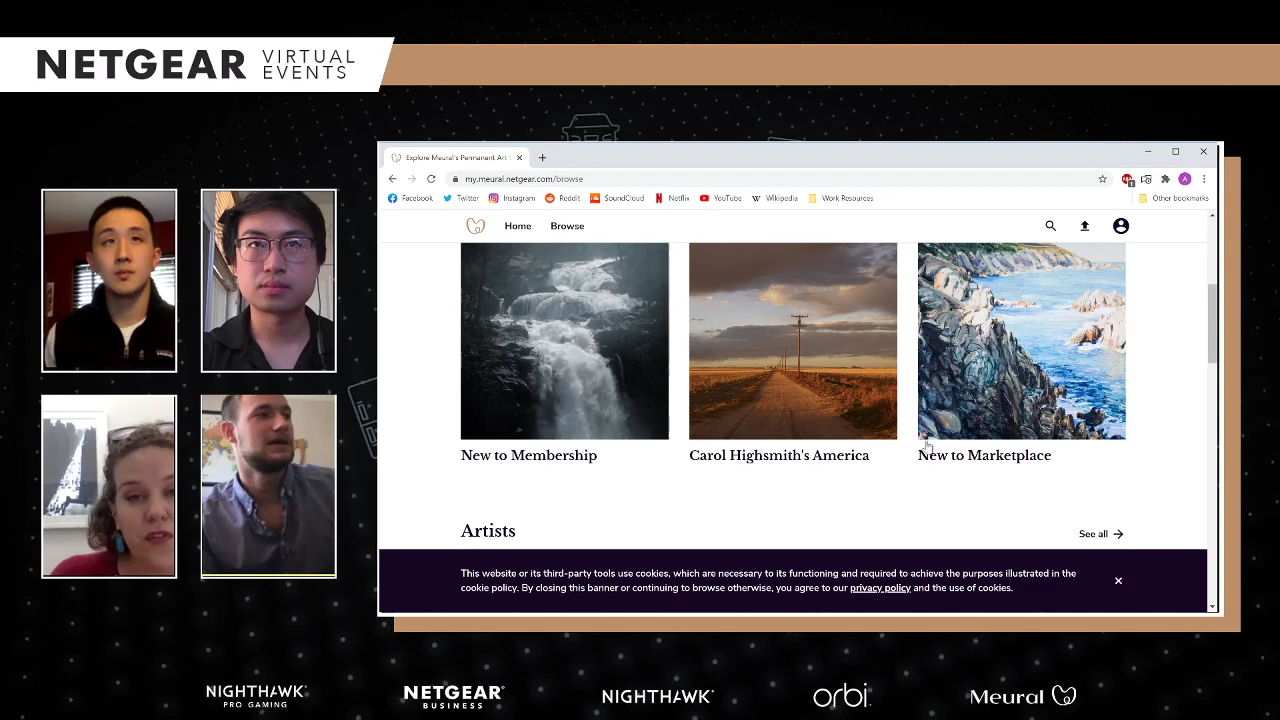 NETGEAR VIRTUAL EVENTS
Explore Meural's Permanent Art
my.meural.netgear.com/browse
Facebook Twitter Instagram Reddit SoundCloud Netflix YouTube Wikipedia Work Resources Other bookmarks
Home Browse
New to Membership Carol Highsmith's America New to Marketplace
Artists See all
This website or its third-party tools use cookies, which are necessary to its functioning and required to achieve the purposes illustrated in the
cookie policy. By closing this banner or continuing to browse otherwise, you agree to our privacy policy and the use of cookies.
NIGHTHAWK PRO GAMING
NETGEAR BUSINESS
NIGHTHAWK
orbi
Meural